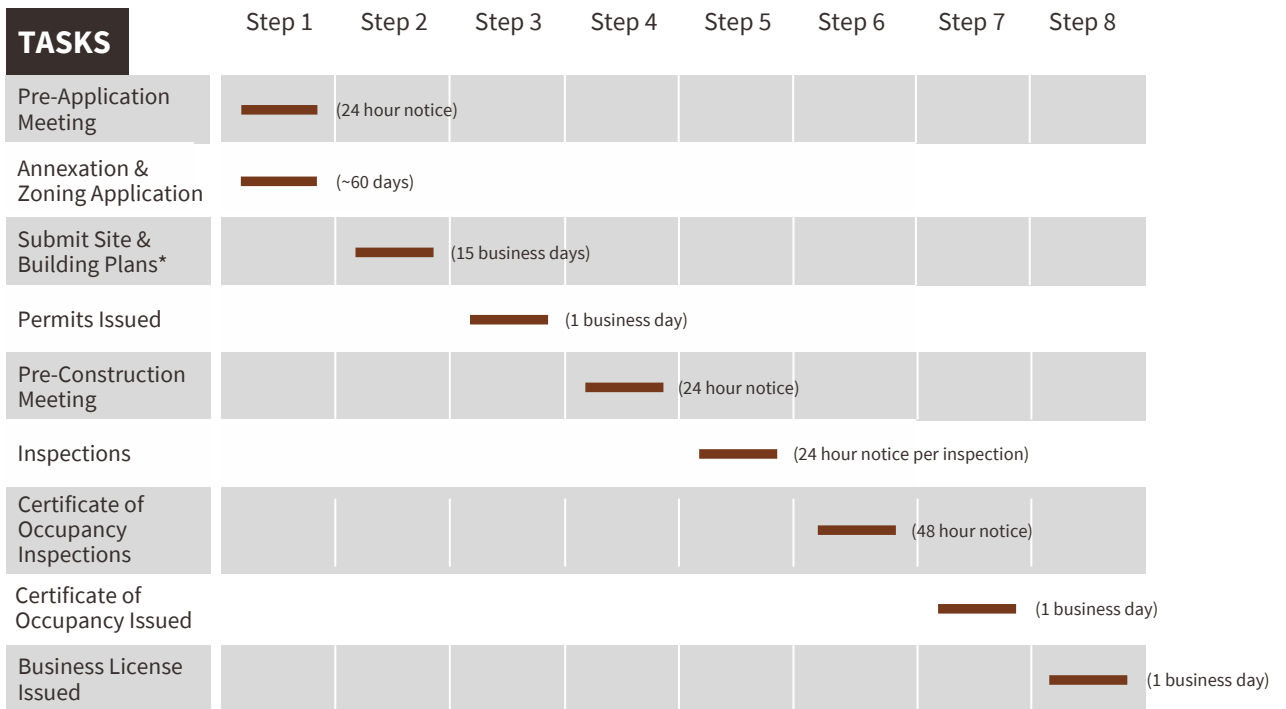 TASKS
Step 1 Step 2 Step 3 Step 4 Step 5 Step 6 Step 7 Step 8
Pre-Application
Meeting
(24 hour notice)
Annexation &
Zoning Application
(~60 days)
Submit Site &
Building Plans*
(15 business days)
Permits Issued
(1 business day)
Pre-Construction
Meeting
(24 hour notice)
Inspections
(24 hour notice per inspection)
Certificate of
Occupancy
Inspections
(48 hour notice)
Certificate of
Occupancy Issued
(1 business day)
Business License
Issued
(1 business day)